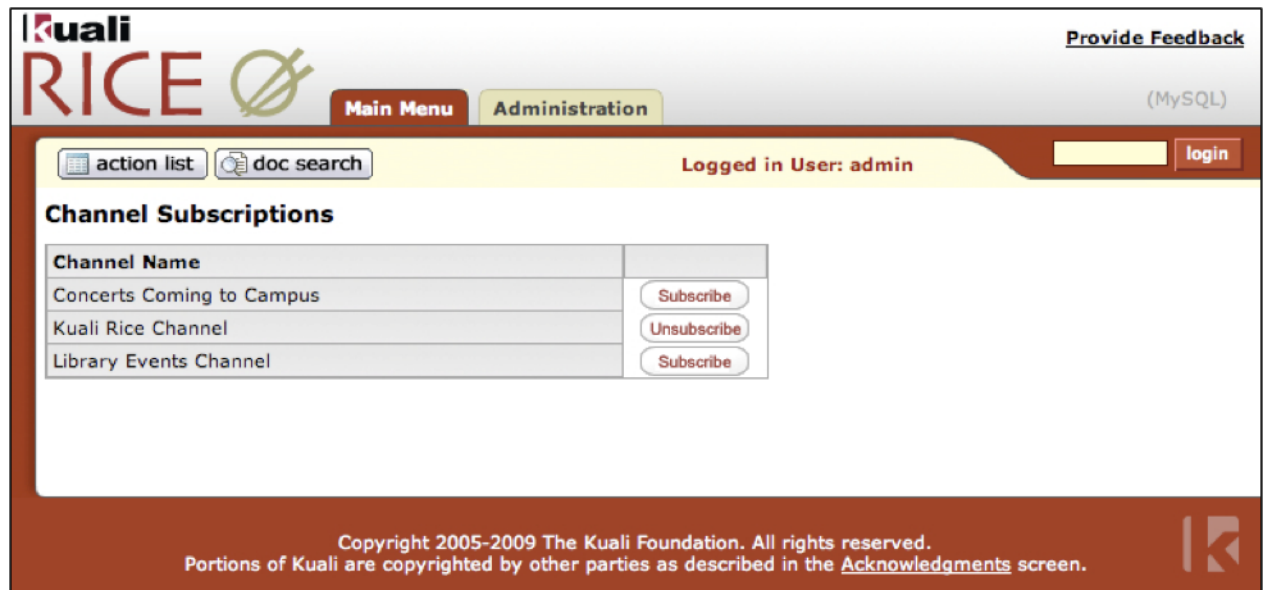 Kuali
RICE
Provide Feedback
Main Menu
Administration
(MySQL)
action list
doc search
Logged in User: admin
login
Channel Subscriptions
Channel Name
Concerts Coming to Campus
Subscribe
Kuali Rice Channel
Unsubscribe
Library Events Channel
Subscribe
Copyright 2005-2009 The Kuali Foundation. All rights reserved.
Portions of Kuali are copyrighted by other parties as described in the Acknowledgments screen.